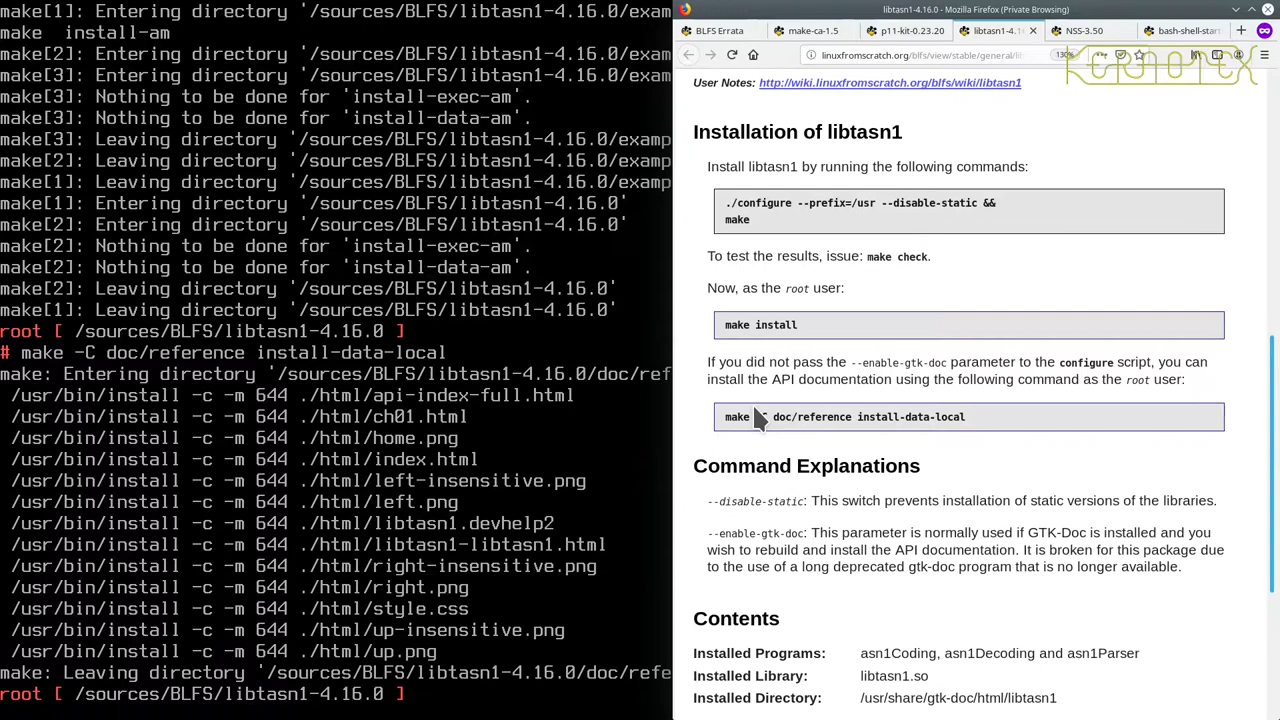 make[1]: Entering directory '/sources/BLFS/libtasn1-4.16.0/exam
make  install-am
make[2]: Entering directory '/sources/BLFS/libtasn1-4.16.0/exam
make[3]: Entering directory '/sources/BLFS/libtasn1-4.16.0/exam
make[3]: Nothing to be done for 'install-exec-am'.
make[3]: Nothing to be done for 'install-data-am'.
make[3]: Leaving directory '/sources/BLFS/libtasn1-4.16.0/examp
make[2]: Leaving directory '/sources/BLFS/libtasn1-4.16.0/examp
make[1]: Leaving directory '/sources/BLFS/libtasn1-4.16.0/examp
make[1]: Entering directory '/sources/BLFS/libtasn1-4.16.0'
make[2]: Entering directory '/sources/BLFS/libtasn1-4.16.0'
make[2]: Nothing to be done for 'install-exec-am'.
make[2]: Nothing to be done for 'install-data-am'.
make[2]: Leaving directory '/sources/BLFS/libtasn1-4.16.0'
make[1]: Leaving directory '/sources/BLFS/libtasn1-4.16.0'
root [ /sources/BLFS/libtasn1-4.16.0 ]
# make -C doc/reference install-data-local
make: Entering directory '/sources/BLFS/libtasn1-4.16.0/doc/ref
/usr/bin/install -c -m 644 ./html/api-index-full.html
/usr/bin/install -c -m 644 ./html/ch01.html
/usr/bin/install -c -m 644 ./html/home.png
/usr/bin/install -c -m 644 ./html/index.html
/usr/bin/install -c -m 644 ./html/left-insensitive.png
/usr/bin/install -c -m 644 ./html/left.png
/usr/bin/install -c -m 644 ./html/libtasn1.devhelp2
/usr/bin/install -c -m 644 ./html/libtasn1-libtasn1.html
/usr/bin/install -c -m 644 ./html/right-insensitive.png
/usr/bin/install -c -m 644 ./html/right.png
/usr/bin/install -c -m 644 ./html/style.css
/usr/bin/install -c -m 644 ./html/up-insensitive.png
/usr/bin/install -c -m 644 ./html/up.png
make: Leaving directory '/sources/BLFS/libtasn1-4.16.0/doc/refe
root [ /sources/BLFS/libtasn1-4.16.0 ]
libtasn1-4.16.0 - Mozilla Firefox (Private Browsing)
BLFS Errata
make-ca-1.5
p11-kit-0.23.20
libtasn1-4.1
NSS-3.50
bash-shell-start
linuxfromscratch.org/blfs/view/stable/general/li
130%
User Notes: http://wiki.linuxfromscratch.org/blfs/wiki/libtasn1
Installation of libtasn1
Install libtasn1 by running the following commands:
./configure --prefix=/usr --disable-static &&
make
To test the results, issue: make check.
Now, as the root user:
make install
If you did not pass the --enable-gtk-doc parameter to the configure script, you can
install the API documentation using the following command as the root user:
make doc/reference install-data-local
Command Explanations
--disable-static: This switch prevents installation of static versions of the libraries.
--enable-gtk-doc: This parameter is normally used if GTK-Doc is installed and you
wish to rebuild and install the API documentation. It is broken for this package due
to the use of a long deprecated gtk-doc program that is no longer available.
Contents
Installed Programs: asn1Coding, asn1Decoding and asn1Parser
Installed Library: libtasn1.so
Installed Directory: /usr/share/gtk-doc/html/libtasn1